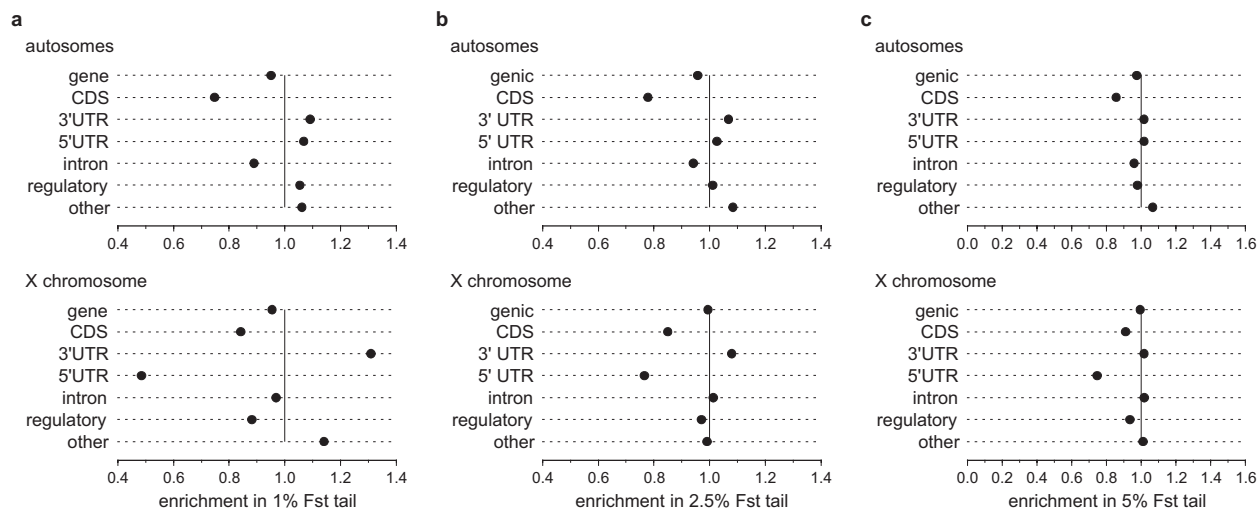 a
autosomes
gene
CDS
3'UTR
5'UTR
intron
regulatory
other
0.4 0.6 0.8 1.0 1.2 1.4
X chromosome
gene
CDS
3'UTR
5'UTR
intron
regulatory
other
0.4 0.6 0.8 1.0 1.2 1.4
enrichment in 1% Fst tail
b
autosomes
genic
CDS
3' UTR
5' UTR
intron
regulatory
other
0.4 0.6 0.8 1.0 1.2 1.4
X chromosome
genic
CDS
3' UTR
5' UTR
intron
regulatory
other
0.4 0.6 0.8 1.0 1.2 1.4
enrichment in 2.5% Fst tail
c
autosomes
genic
CDS
3'UTR
5'UTR
intron
regulatory
other
0.0 0.2 0.4 0.6 0.8 1.0 1.2 1.4 1.6
X chromosome
genic
CDS
3'UTR
5'UTR
intron
regulatory
other
0.0 0.2 0.4 0.6 0.8 1.0 1.2 1.4 1.6
enrichment in 5% Fst tail